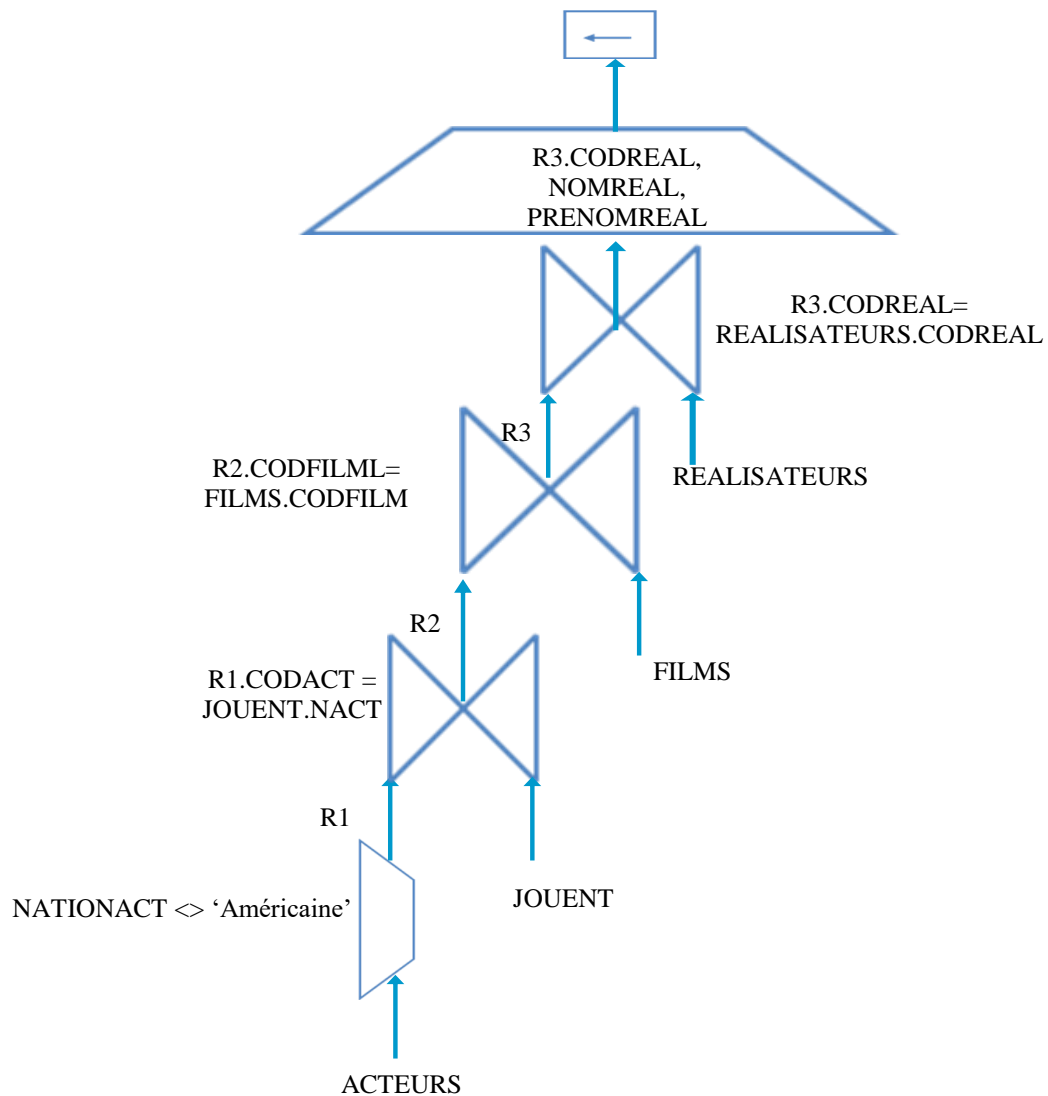 R3.CODREAL,
NOMREAL,
PRENOMREAL
R3.CODREAL=
REALISATEURS.CODREAL
R3
R2.CODFILML=
FILMS.CODFILM
REALISATEURS
R2
R1.CODACT =
JOUENT.NACT
FILMS
R1
NATIONACT <> ‘Américaine’
JOUENT
ACTEURS